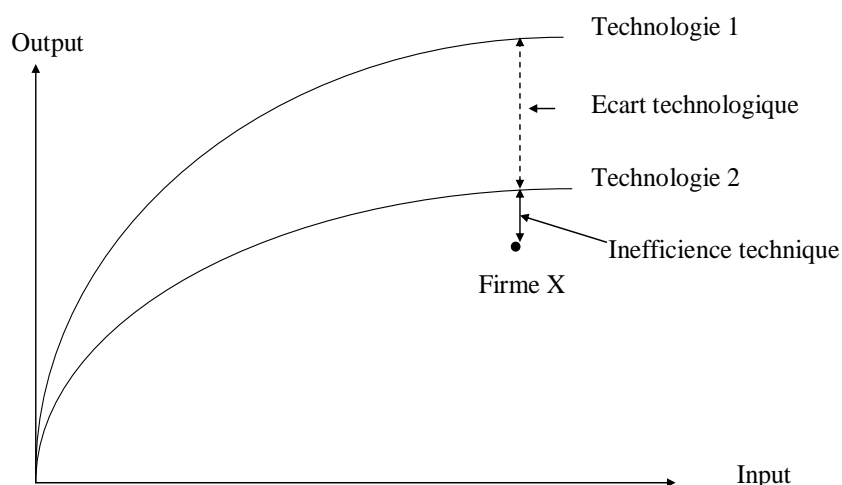 Output
Technologie 1
Ecart technologique
Technologie 2
Inefficience technique
Firme X
Input